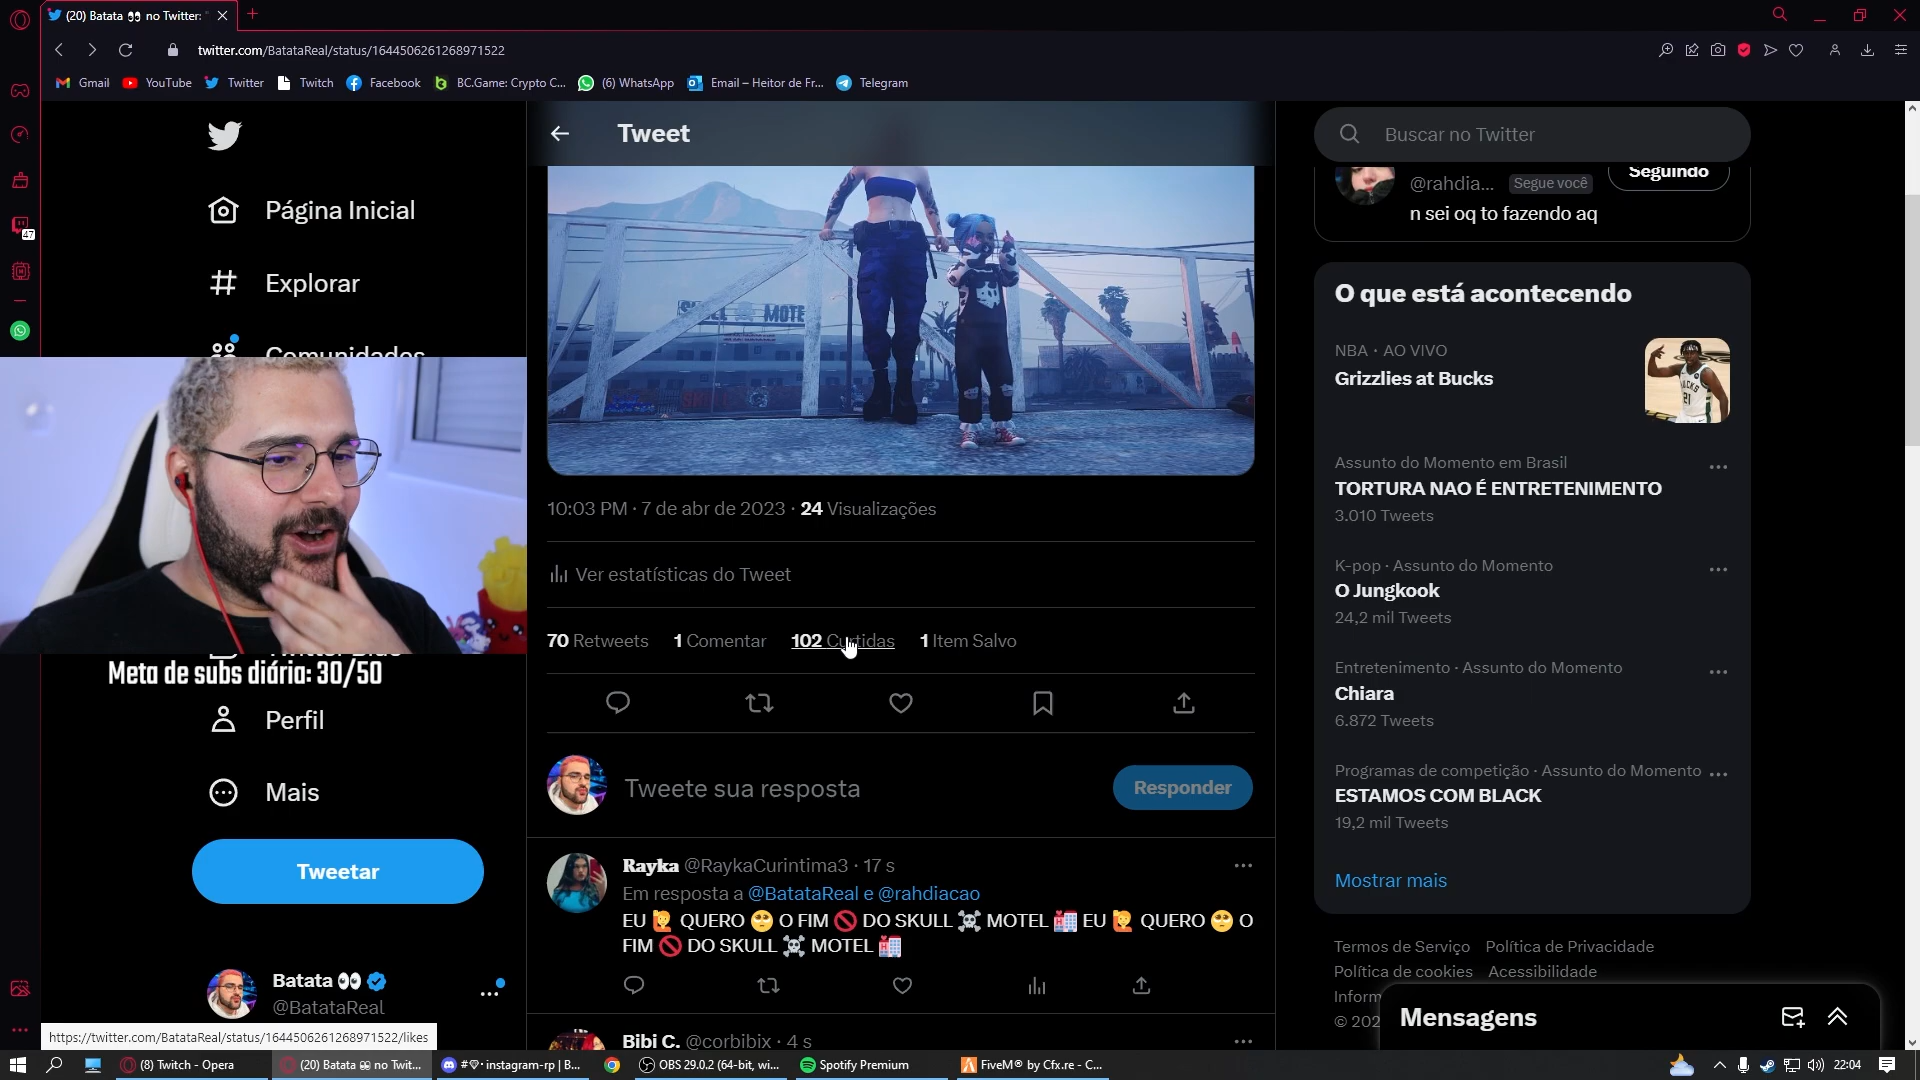 (20) Batata 👀 no Twitter: "
twitter.com/BatataReal/status/1644506261268971522
Gmail
YouTube
Twitter
Twitch
Facebook
BC.Game: Crypto C...
(6) WhatsApp
Email – Heitor de Fr...
Telegram
47
Página Inicial
Explorar
Comunidades
Meta de subs diária: 30/50
Perfil
Mais
Tweetar
Batata 👀
@BatataReal
Tweet
MOTE
10:03 PM · 7 de abr de 2023 · 24 Visualizações
Ver estatísticas do Tweet
70 Retweets 1 Comentar 102 Curtidas 1 Item Salvo
Tweete sua resposta
Responder
Rayka @RaykaCurintima3 · 17 s
Em resposta a @BatataReal e @rahdiacao
EU 🙋 QUERO 🥺 O FIM 🚫 DO SKULL ☠️ MOTEL 🏩 EU 🙋 QUERO 🥺 O
FIM 🚫 DO SKULL ☠️ MOTEL 🏩
Bibi C. @corbibix · 4 s
Buscar no Twitter
@rahdia... Segue você
Seguindo
n sei oq to fazendo aq
O que está acontecendo
NBA · AO VIVO
Grizzlies at Bucks
BUCKS
21
Assunto do Momento em Brasil
TORTURA NAO É ENTRETENIMENTO
3.010 Tweets
K-pop · Assunto do Momento
O Jungkook
24,2 mil Tweets
Entretenimento · Assunto do Momento
Chiara
6.872 Tweets
Programas de competição · Assunto do Momento
ESTAMOS COM BLACK
19,2 mil Tweets
Mostrar mais
Termos de Serviço Política de Privacidade
Política de cookies Acessibilidade
Inform
© 202
Mensagens
https://twitter.com/BatataReal/status/1644506261268971522/likes
(8) Twitch - Opera
(20) Batata 👀 no Twit...
#💎· instagram-rp | B...
OBS 29.0.2 (64-bit, wi...
Spotify Premium
FiveM® by Cfx.re - C...
22:04